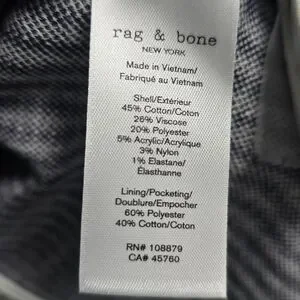 rag & bone
NEW YORK
Made in Vietnam/
Fabriqué au Vietnam
Shell/Extérieur
45% Cotton/Coton
26% Viscose
20% Polyester
5% Acrylic/Acrylique
3% Nylon
1% Elastane/
Élasthanne
Lining/Pocketing/
Doublure/Empocher
60% Polyester
40% Cotton/Coton
RN# 108879
CA# 45760